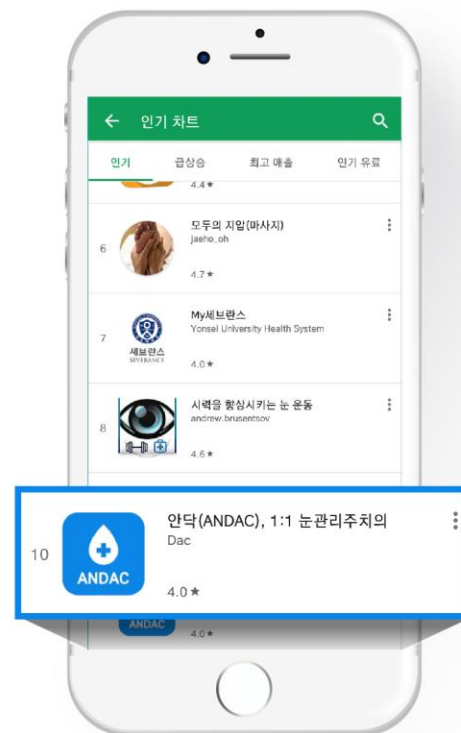 인기 차트
인기 급상승 최고 매출 인기 유료
4.4★
6
모두의 지압(마사지)
jaeho_oh
4.7★
7
세브란스
SEVERANCE
My세브란스
Yonsei University Health System
4.0★
8
시력을 향상시키는 눈 운동
andrew.brusentsov
4.6★
10
ANDAC
안닥(ANDAC), 1:1 눈관리주치의
Dac
4.0★
ANDAC
4.0★